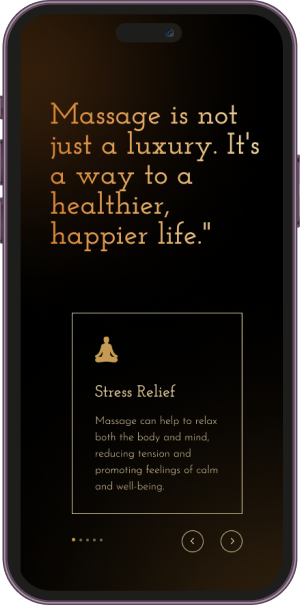 Massage is not
just a luxury. It's
a way to a
healthier,
happier life."
Stress Relief
Massage can help to relax
both the body and mind,
reducing tension and
promoting feelings of calm
and well-being.